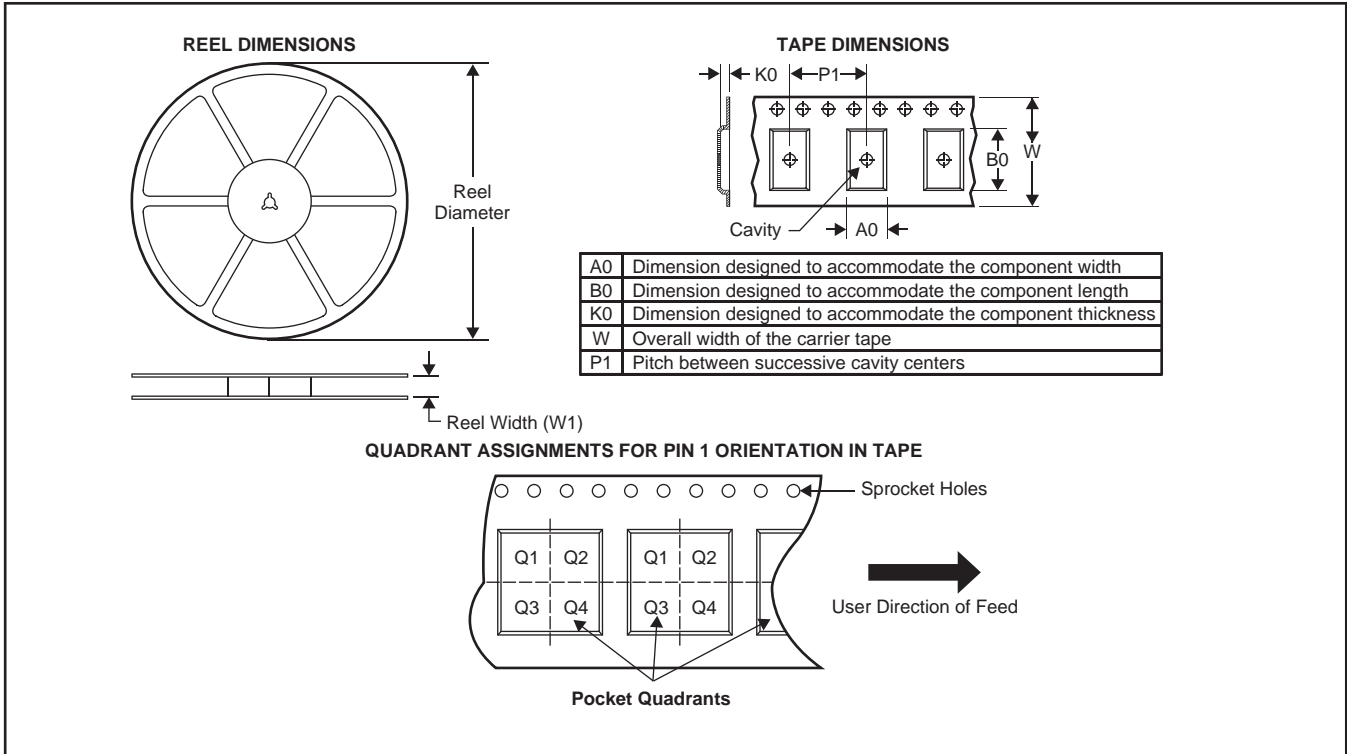 REEL DIMENSIONS
Reel
Diameter
Reel Width (W1)
TAPE DIMENSIONS
K0
P1
B0
W
Cavity
A0
A0 Dimension designed to accommodate the component width
B0 Dimension designed to accommodate the component length
K0 Dimension designed to accommodate the component thickness
W Overall width of the carrier tape
P1 Pitch between successive cavity centers
QUADRANT ASSIGNMENTS FOR PIN 1 ORIENTATION IN TAPE
Sprocket Holes
Q1 Q2 Q1 Q2
Q3 Q4 Q3 Q4
User Direction of Feed
Pocket Quadrants